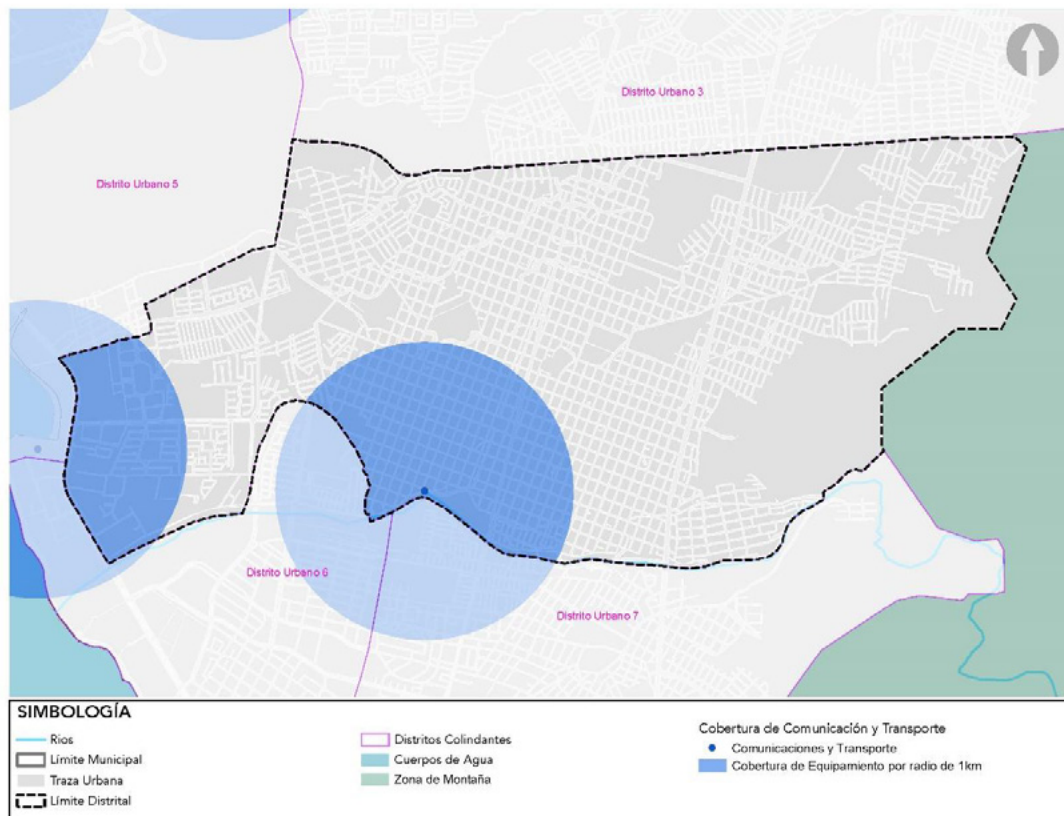 Distrito Urbano 3
Distrito Urbano 5
Distrito Urbano 6
Distrito Urbano 7
SIMBOLOGÍA
Rios
Límite Municipal
Traza Urbana
Límite Distrital
Distritos Colindantes
Cuerpos de Agua
Zona de Montaña
Cobertura de Comunicación y Transporte
Comunicaciones y Transporte
Cobertura de Equipamiento por radio de 1km